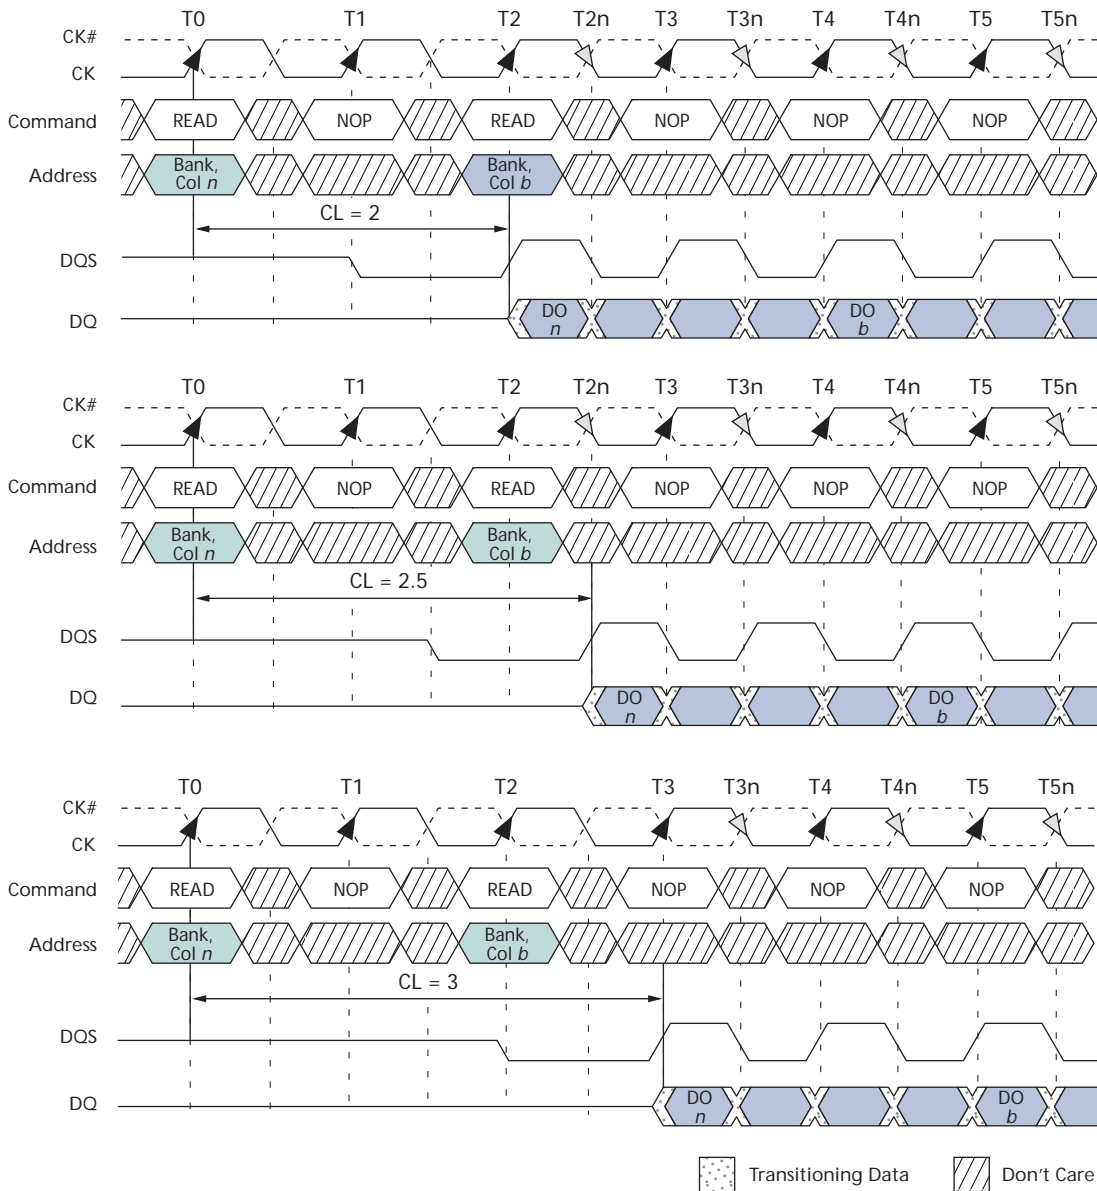 T0 T1 T2 T2n T3 T3n T4 T4n T5 T5n
CK#
CK
Command READ NOP READ NOP NOP NOP
Address Bank, Col n Bank, Col b
CL = 2
DQS
DQ DO n DO b
T0 T1 T2 T2n T3 T3n T4 T4n T5 T5n
CK#
CK
Command READ NOP READ NOP NOP NOP
Address Bank, Col n Bank, Col b
CL = 2.5
DQS
DQ DO n DO b
T0 T1 T2 T3 T3n T4 T4n T5 T5n
CK#
CK
Command READ NOP READ NOP NOP NOP
Address Bank, Col n Bank, Col b
CL = 3
DQS
DQ DO n DO b
Transitioning Data Don't Care